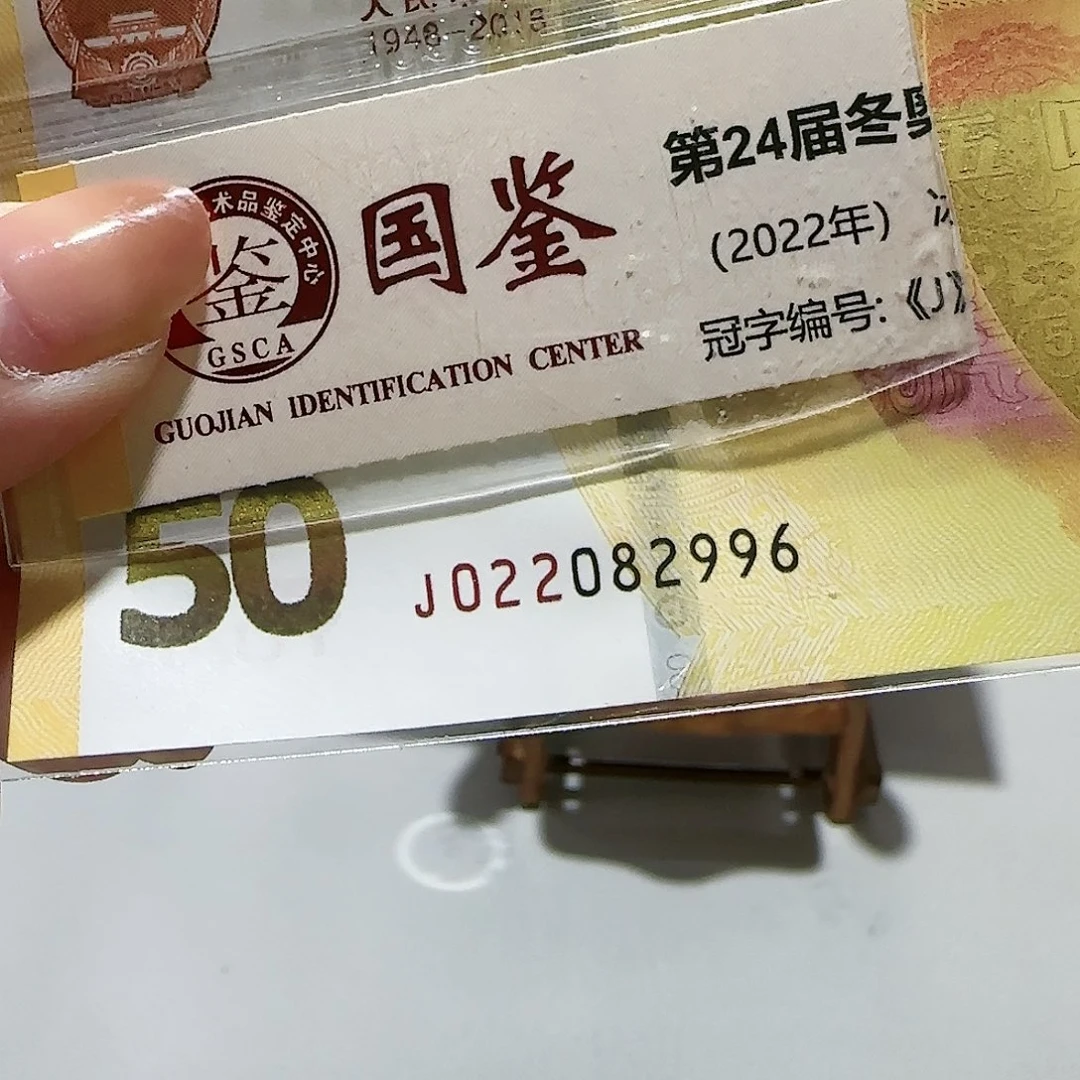 1948-2018
术品鉴定中心
鉴
GSCA
国鉴
GUOJIAN IDENTIFICATION CENTER
第24届冬奥
(2022年)
冠字编号:《J》
50
J022082996